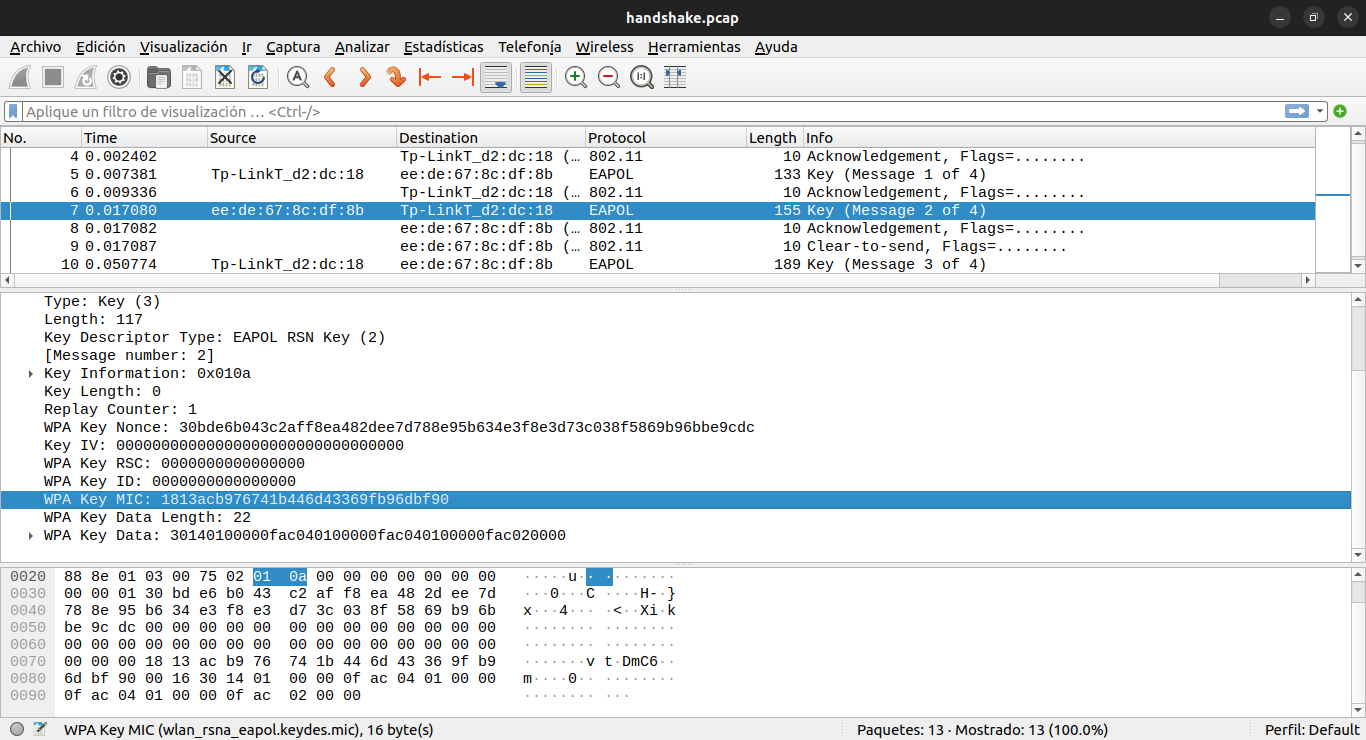 handshake.pcap
Archivo Edición Visualización Ir Captura Analizar Estadísticas Telefonía Wireless Herramientas Ayuda
Aplique un filtro de visualización … <Ctrl-/>
No. Time Source Destination Protocol Length Info
4 0.002402 Tp-LinkT_d2:dc:18 (… 802.11 10 Acknowledgement, Flags=........
5 0.007381 Tp-LinkT_d2:dc:18 ee:de:67:8c:df:8b EAPOL 133 Key (Message 1 of 4)
6 0.009336 Tp-LinkT_d2:dc:18 (… 802.11 10 Acknowledgement, Flags=........
7 0.017080 ee:de:67:8c:df:8b Tp-LinkT_d2:dc:18 EAPOL 155 Key (Message 2 of 4)
8 0.017082 ee:de:67:8c:df:8b (… 802.11 10 Acknowledgement, Flags=........
9 0.017087 ee:de:67:8c:df:8b (… 802.11 10 Clear-to-send, Flags=........
10 0.050774 Tp-LinkT_d2:dc:18 ee:de:67:8c:df:8b EAPOL 189 Key (Message 3 of 4)
Type: Key (3)
Length: 117
Key Descriptor Type: EAPOL RSN Key (2)
[Message number: 2]
Key Information: 0x010a
Key Length: 0
Replay Counter: 1
WPA Key Nonce: 30bde6b043c2aff8ea482dee7d788e95b634e3f8e3d73c038f5869b96bbe9cdc
Key IV: 00000000000000000000000000000000
WPA Key RSC: 0000000000000000
WPA Key ID: 0000000000000000
WPA Key MIC: 1813acb976741b446d43369fb96dbf90
WPA Key Data Length: 22
WPA Key Data: 30140100000fac040100000fac040100000fac020000
0020 88 8e 01 03 00 75 02 01 0a 00 00 00 00 00 00 00 ·····u·· ········
0030 00 00 01 30 bd e6 b0 43 c2 af f8 ea 48 2d ee 7d ···0···C ····H-·}
0040 78 8e 95 b6 34 e3 f8 e3 d7 3c 03 8f 58 69 b9 6b x···4··· ·<··Xi·k
0050 be 9c dc 00 00 00 00 00 00 00 00 00 00 00 00 00 ········ ········
0060 00 00 00 00 00 00 00 00 00 00 00 00 00 00 00 00 ········ ········
0070 00 00 00 18 13 ac b9 76 74 1b 44 6d 43 36 9f b9 ·······v t·DmC6··
0080 6d bf 90 00 16 30 14 01 00 00 0f ac 04 01 00 00 m····0·· ········
0090 0f ac 04 01 00 00 0f ac 02 00 00 ········ ···
WPA Key MIC (wlan_rsna_eapol.keydes.mic), 16 byte(s) Paquetes: 13 · Mostrado: 13 (100.0%) Perfil: Default